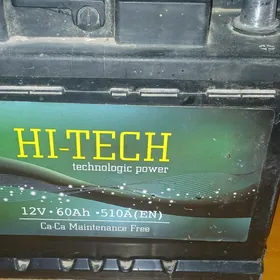 HI-TECH
technologic power
12V • 60Ah • 510A(EN)
Ca-Ca Maintenance Free